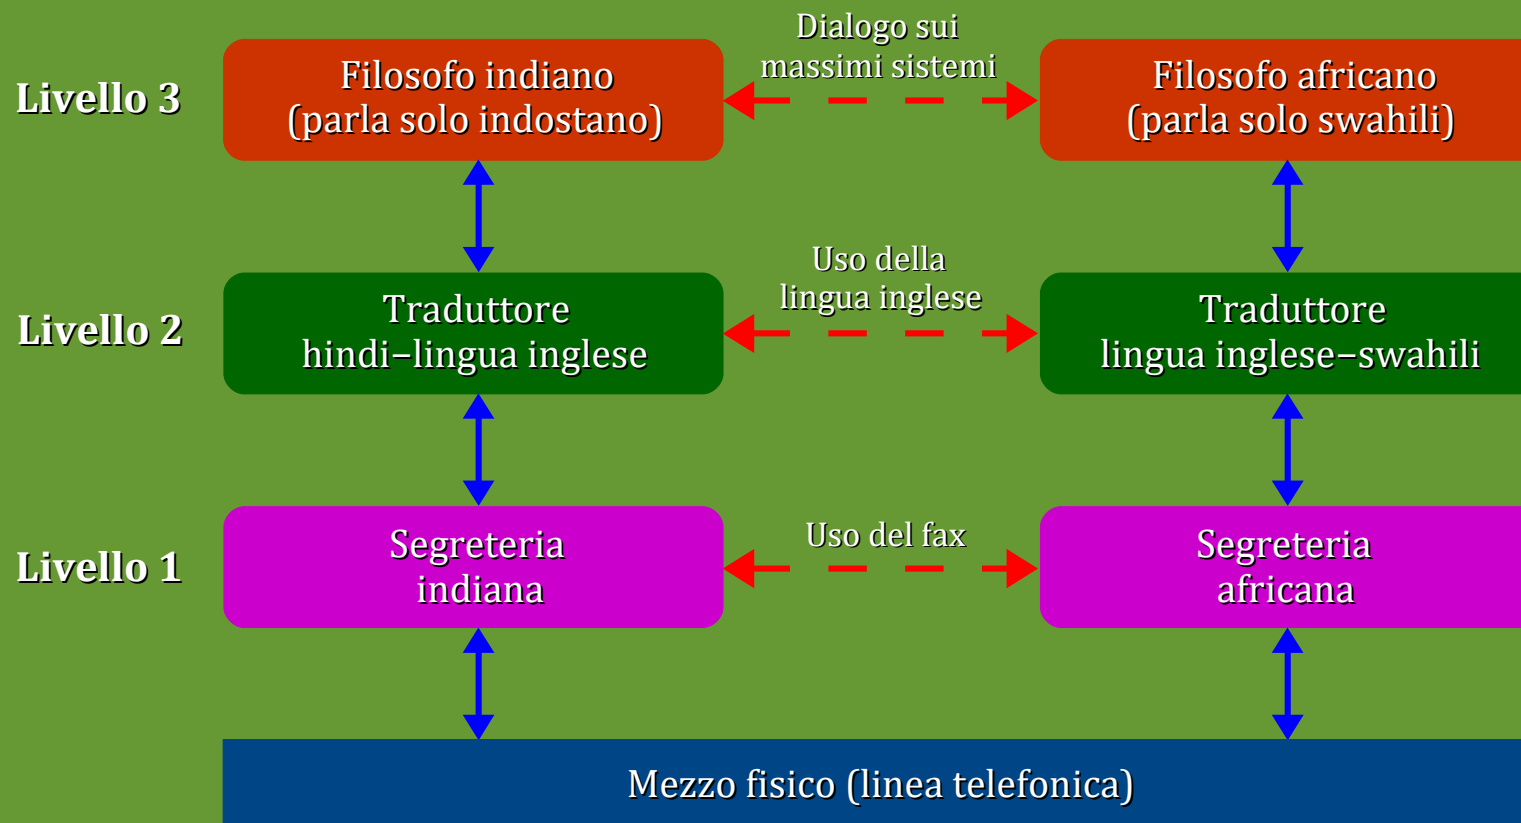 Dialogo sui
massimi sistemi
Livello 3
Filosofo indiano
(parla solo indostano)
Filosofo africano
(parla solo swahili)
Uso della
lingua inglese
Livello 2
Traduttore
hindi–lingua inglese
Traduttore
lingua inglese–swahili
Uso del fax
Livello 1
Segreteria
indiana
Segreteria
africana
Mezzo fisico (linea telefonica)